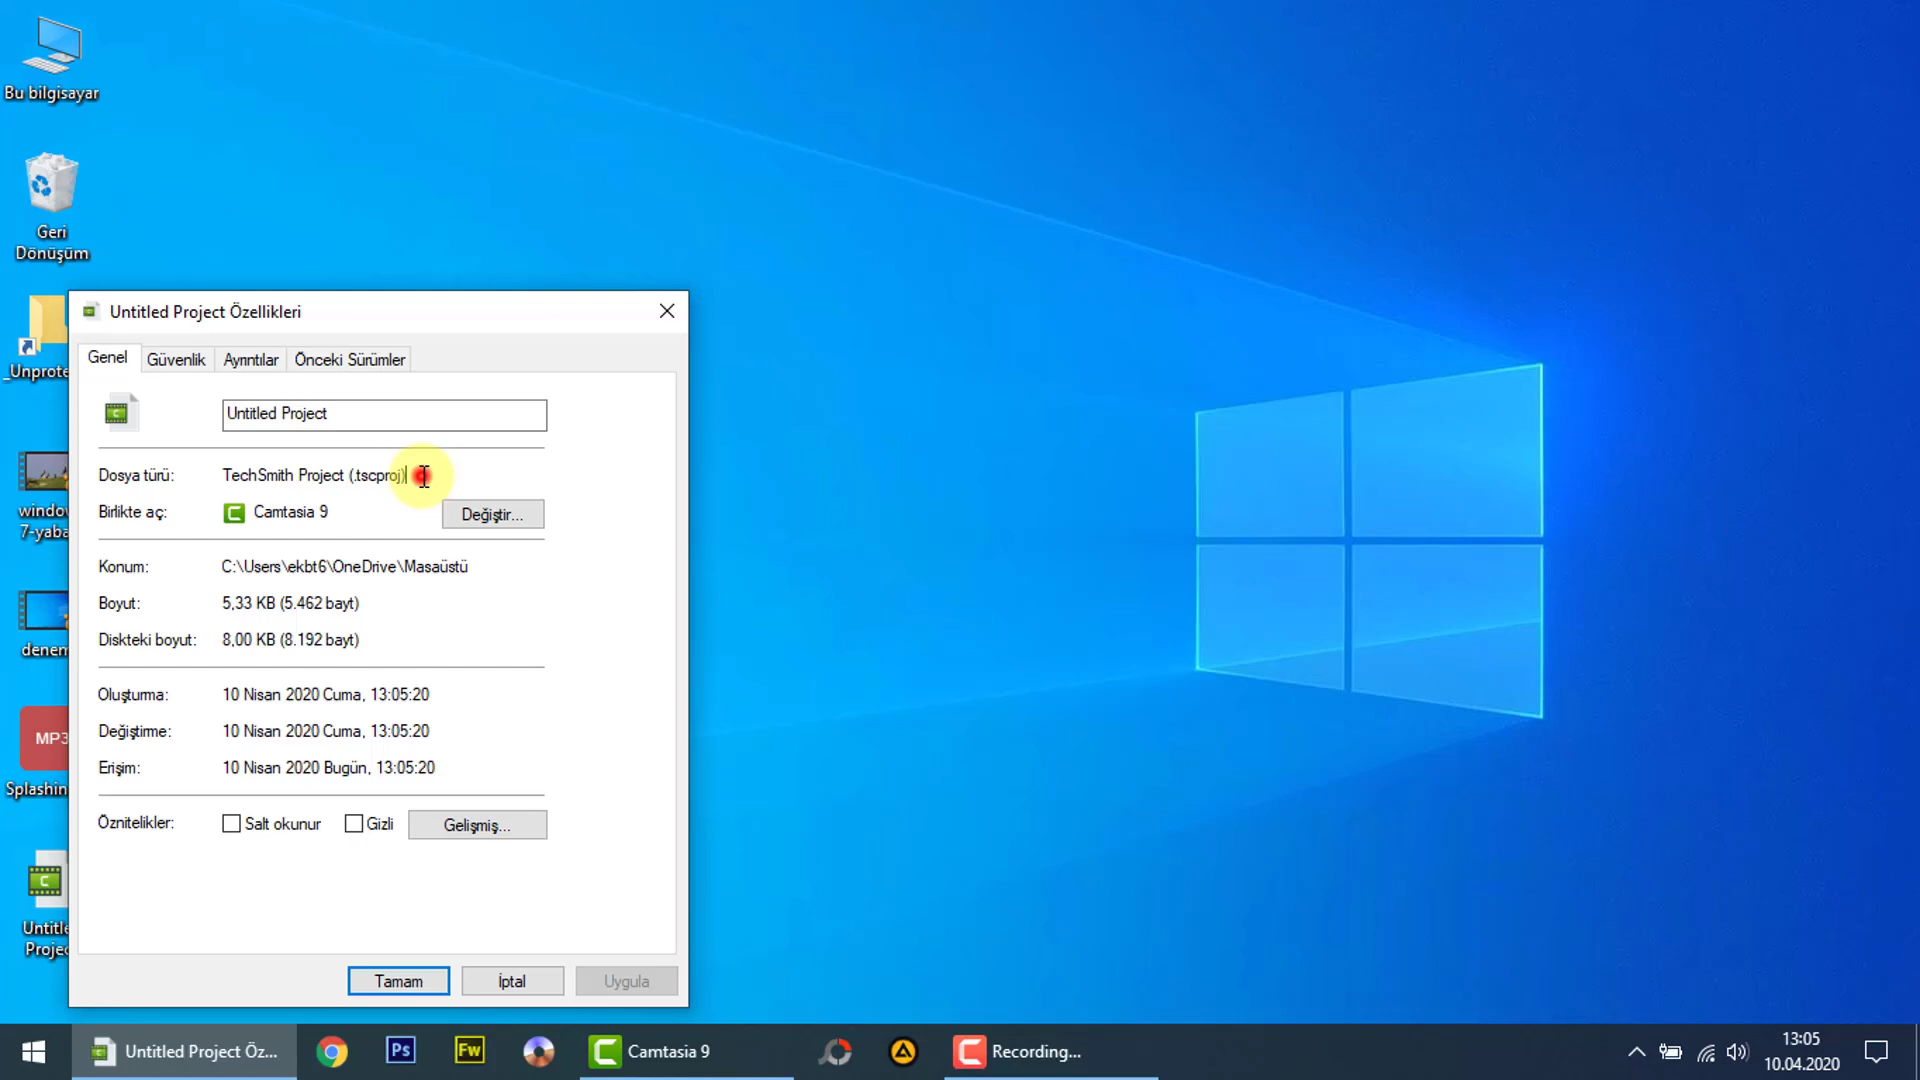 Bu bilgisayar
Geri
Dönüşüm
_Unprote
window
7-yaba
denem
MP3
Splashin
C
Untitle
Projec
Untitled Project Özellikleri
Genel
Güvenlik
Ayrıntılar
Önceki Sürümler
Untitled Project
Dosya türü:
TechSmith Project (.tscproj)
Birlikte aç:
Camtasia 9
Değiştir...
Konum:
C:\Users\ekbt6\OneDrive\Masaüstü
Boyut:
5,33 KB (5.462 bayt)
Diskteki boyut:
8,00 KB (8.192 bayt)
Oluşturma:
10 Nisan 2020 Cuma, 13:05:20
Değiştirme:
10 Nisan 2020 Cuma, 13:05:20
Erişim:
10 Nisan 2020 Bugün, 13:05:20
Öznitelikler:
Salt okunur
Gizli
Gelişmiş...
Tamam
İptal
Uygula
Untitled Project Öz...
Ps
Fw
Camtasia 9
Recording...
13:05
10.04.2020